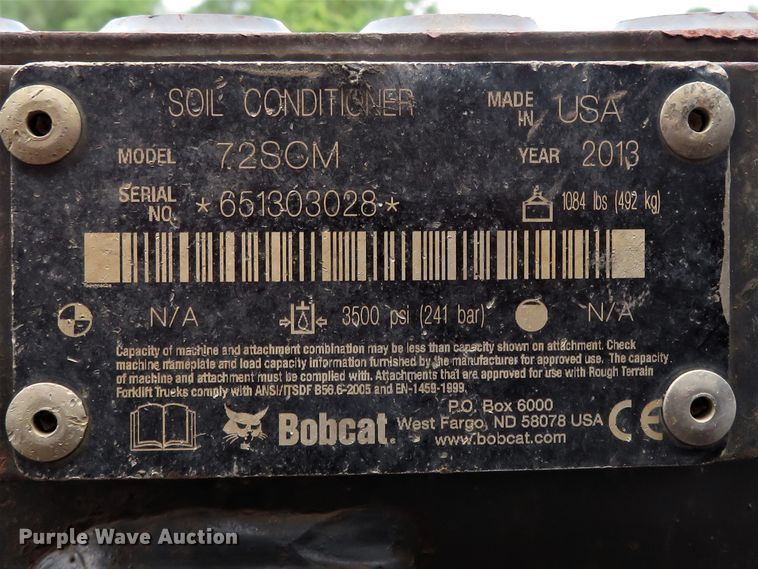 SOIL CONDITIONER
MADE IN USA
MODEL 72SCM
YEAR 2013
SERIAL NO. *651303028*
1084 lbs (492 kg)
N/A
3500 psi (241 bar)
N/A
Capacity of machine and attachment combination may be less than capacity shown on attachment. Check
machine nameplate and load capacity information furnished by the manufacturer for approved use. The capacity
of machine and attachment must be complied with. Attachments that are approved for use with Rough Terrain
Forklift Trucks comply with ANSI/ITSDF B56.6-2005 and EN-1459-1999.
Bobcat.
P.O. Box 6000
West Fargo, ND 58078 USA
www.bobcat.com
CE
Purple Wave Auction